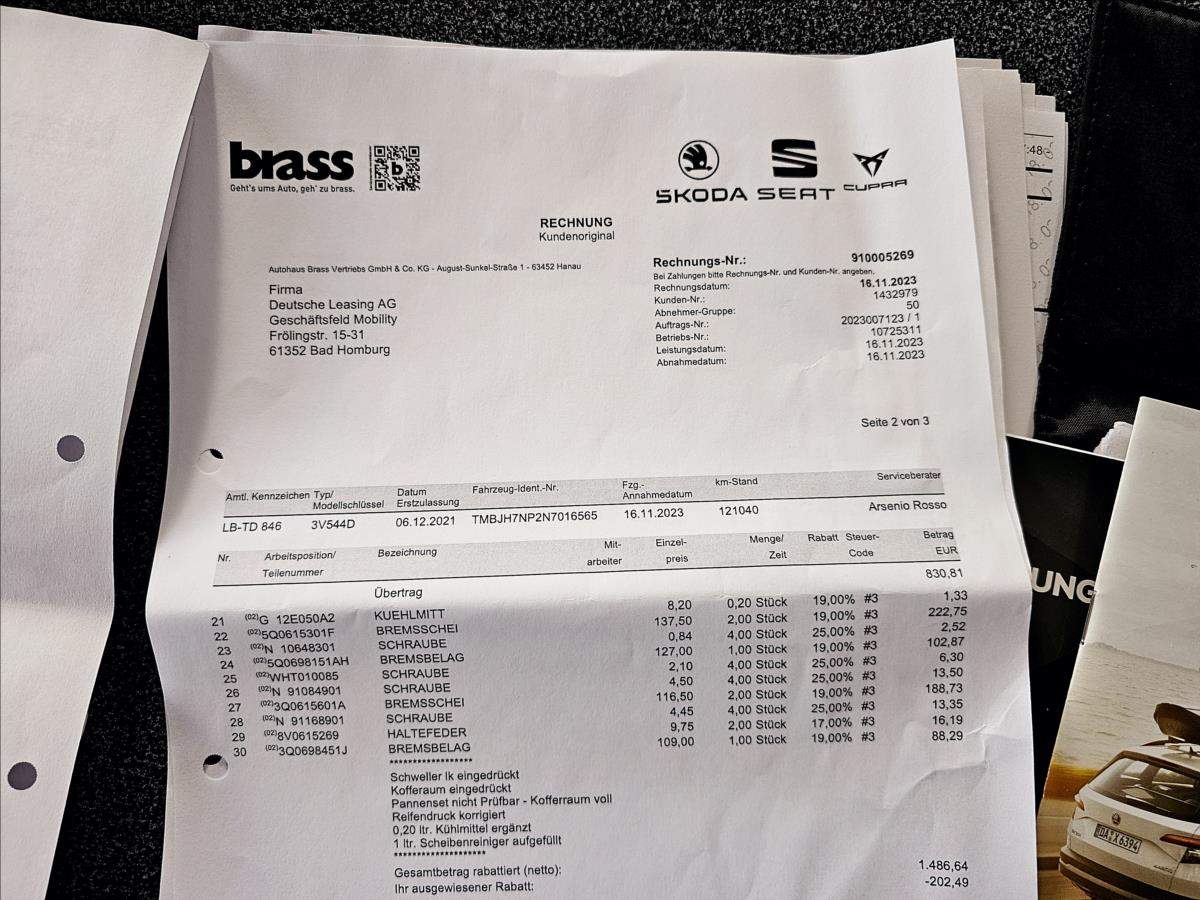 brass
Geht's ums Auto, geh' zu brass.
b
ŠKODA SEAT CUPRA
RECHNUNG
Kundenoriginal
Autohaus Brass Vertriebs GmbH & Co. KG - August-Sunkel-Straße 1 - 63452 Hanau
Firma
Deutsche Leasing AG
Geschäftsfeld Mobility
Frölingstr. 15-31
61352 Bad Homburg
Rechnungs-Nr.: 910005269
Bei Zahlungen bitte Rechnungs-Nr. und Kunden-Nr. angeben.
Rechnungsdatum: 16.11.2023
Kunden-Nr.: 1432979
Abnehmer-Gruppe: 50
Auftrags-Nr.: 2023007123 / 1
Betriebs-Nr.: 10725311
Leistungsdatum: 16.11.2023
Abnahmedatum: 16.11.2023
Seite 2 von 3
Amtl. Kennzeichen Typ/ Modellschlüssel Datum Erstzulassung Fahrzeug-Ident.-Nr. Fzg.- Annahmedatum km-Stand Serviceberater
LB-TD 846 3V544D 06.12.2021 TMBJH7NP2N7016565 16.11.2023 121040 Arsenio Rosso
Nr. Arbeitsposition/ Teilenummer Bezeichnung Mit- arbeiter Einzel- preis Menge/ Zeit Rabatt Steuer- Code Betrag EUR
Übertrag 830,81
21 (02)G 12E050A2 KUEHLMITT 8,20 0,20 Stück 19,00% #3 1,33
22 (02)5Q0615301F BREMSSCHEI 137,50 2,00 Stück 19,00% #3 222,75
23 (02)N 10648301 SCHRAUBE 0,84 4,00 Stück 25,00% #3 2,52
24 (02)5Q0698151AH BREMSBELAG 127,00 1,00 Stück 19,00% #3 102,87
25 (02)WHT010085 SCHRAUBE 2,10 4,00 Stück 25,00% #3 6,30
26 (02)N 91084901 SCHRAUBE 4,50 4,00 Stück 25,00% #3 13,50
27 (02)3Q0615601A BREMSSCHEI 116,50 2,00 Stück 19,00% #3 188,73
28 (02)N 91168901 SCHRAUBE 4,45 4,00 Stück 25,00% #3 13,35
29 (02)8V0615269 HALTEFEDER 9,75 2,00 Stück 17,00% #3 16,19
30 (02)3Q0698451J BREMSBELAG 109,00 1,00 Stück 19,00% #3 88,29
******************
Schweller lk eingedrückt
Kofferaum eingedrückt
Pannenset nicht Prüfbar - Kofferraum voll
Reifendruck korrigiert
0,20 ltr. Kühlmittel ergänzt
1 ltr. Scheibenreiniger aufgefüllt
*******************
Gesamtbetrag rabattiert (netto): 1.486,64
Ihr ausgewiesener Rabatt: -202,49
:48
UNG
DA X 6394